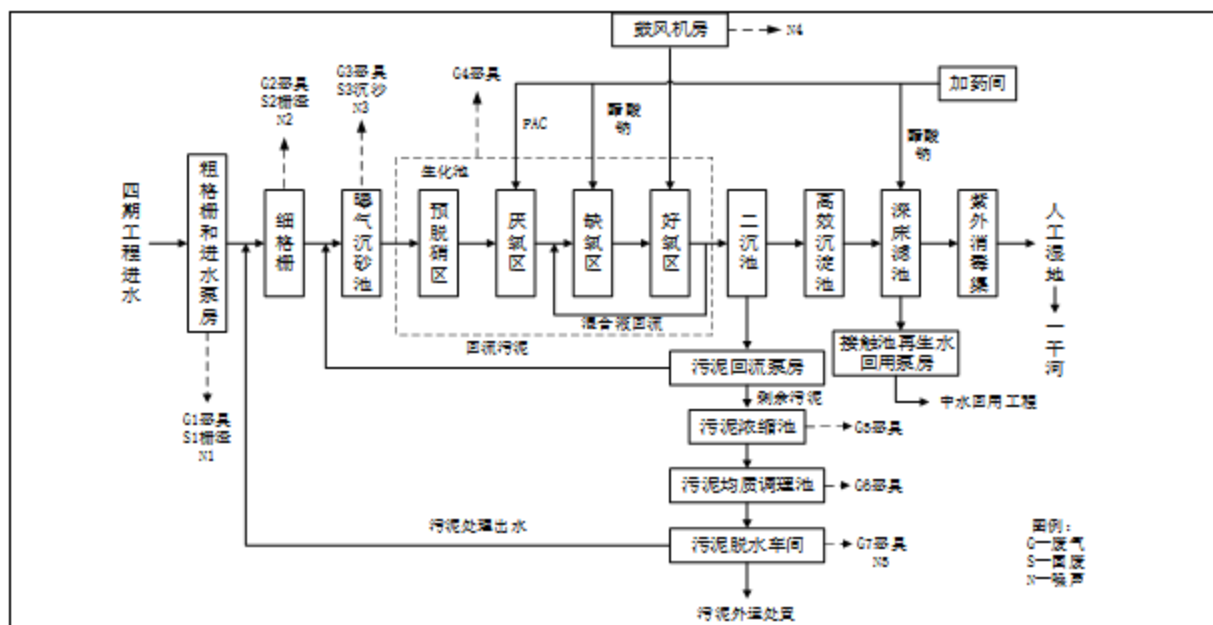 鼓风机房
N4
G2恶臭
S2栅渣
N2
G3恶臭
S3沉沙
N3
G4恶臭
加药间
PAC
醋酸钠
醋酸钠
生化池
四期工程进水
粗格栅和进水泵房
细格栅
曝气沉砂池
预脱硝区
厌氧区
缺氧区
好氧区
二沉池
高效沉淀池
深床滤池
紫外消毒渠
人工湿地
一干河
混合液回流
回流污泥
污泥回流泵房
接触池再生水
回用泵房
剩余污泥
中水回用工程
G1恶臭
S1栅渣
N1
污泥浓缩池
G5恶臭
污泥均质调理池
G6恶臭
污泥处理出水
污泥脱水车间
G7恶臭
N5
污泥外运处置
图例：
G—废气
S—固废
N—噪声